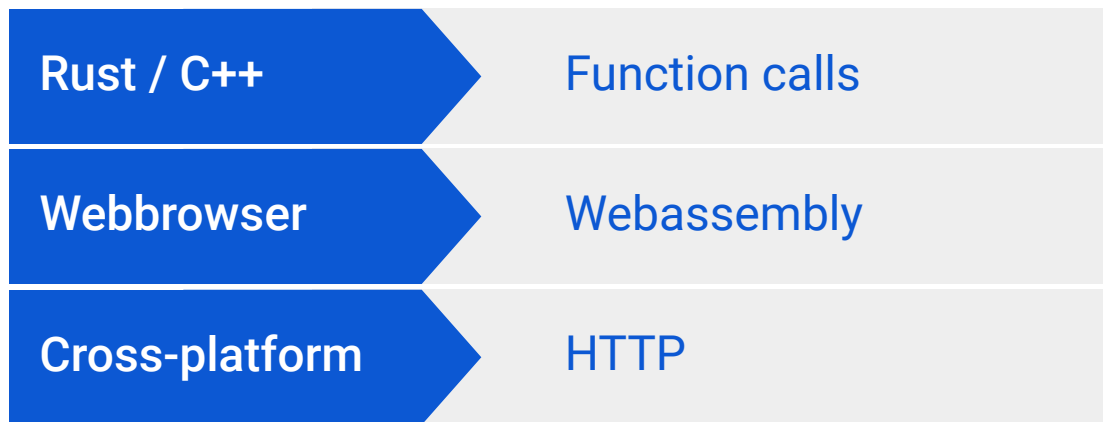 Rust / C++
Function calls
Webbrowser
Webassembly
Cross-platform
HTTP